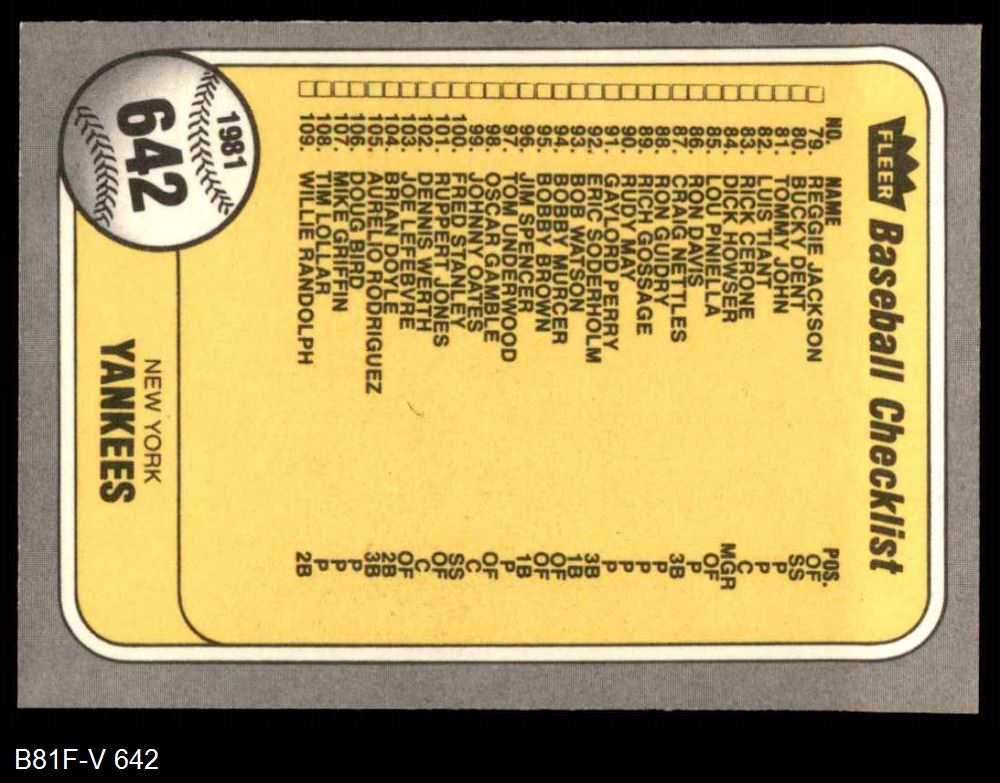 FLEER Baseball Checklist
NO. NAME POS.
79. REGGIE JACKSON OF
80. BUCKY DENT SS
81. TOMMY JOHN P
82. LUIS TIANT P
83. RICK CERONE C
84. DICK HOWSER MGR
85. LOU PINIELLA OF
86. RON DAVIS P
87. CRAIG NETTLES 3B
88. RON GUIDRY P
89. RICH GOSSAGE P
90. RUDY MAY P
91. GAYLORD PERRY P
92. ERIC SODERHOLM 3B
93. BOB WATSON 1B
94. BOBBY MURCER OF
95. BOBBY BROWN OF
96. JIM SPENCER 1B
97. TOM UNDERWOOD P
98. OSCAR GAMBLE OF
99. JOHNNY OATES C
100. FRED STANLEY SS
101. RUPPERT JONES OF
102. DENNIS WERTH C
103. JOE LEFEBVRE OF
104. BRIAN DOYLE 2B
105. AURELIO RODRIGUEZ 3B
106. DOUG BIRD P
107. MIKE GRIFFIN P
108. TIM LOLLAR P
109. WILLIE RANDOLPH 2B
1981
642
NEW YORK
YANKEES
B81F-V 642